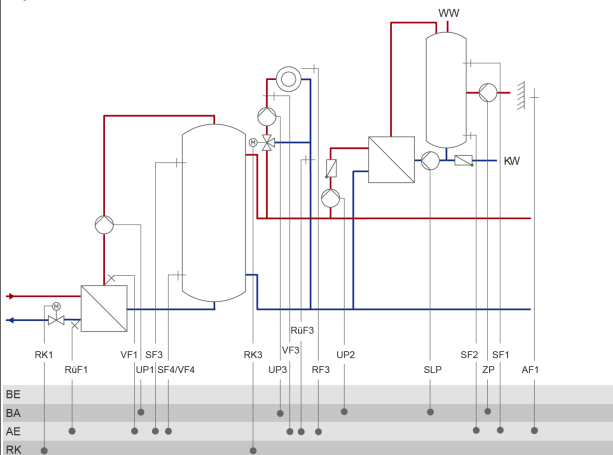 WW
M
KW
M
RK1
RüF1
VF1
UP1
SF3
SF4/VF4
RK3
UP3
VF3
RüF3
RF3
UP2
SLP
SF2
ZP
SF1
AF1
BE
BA
AE
RK